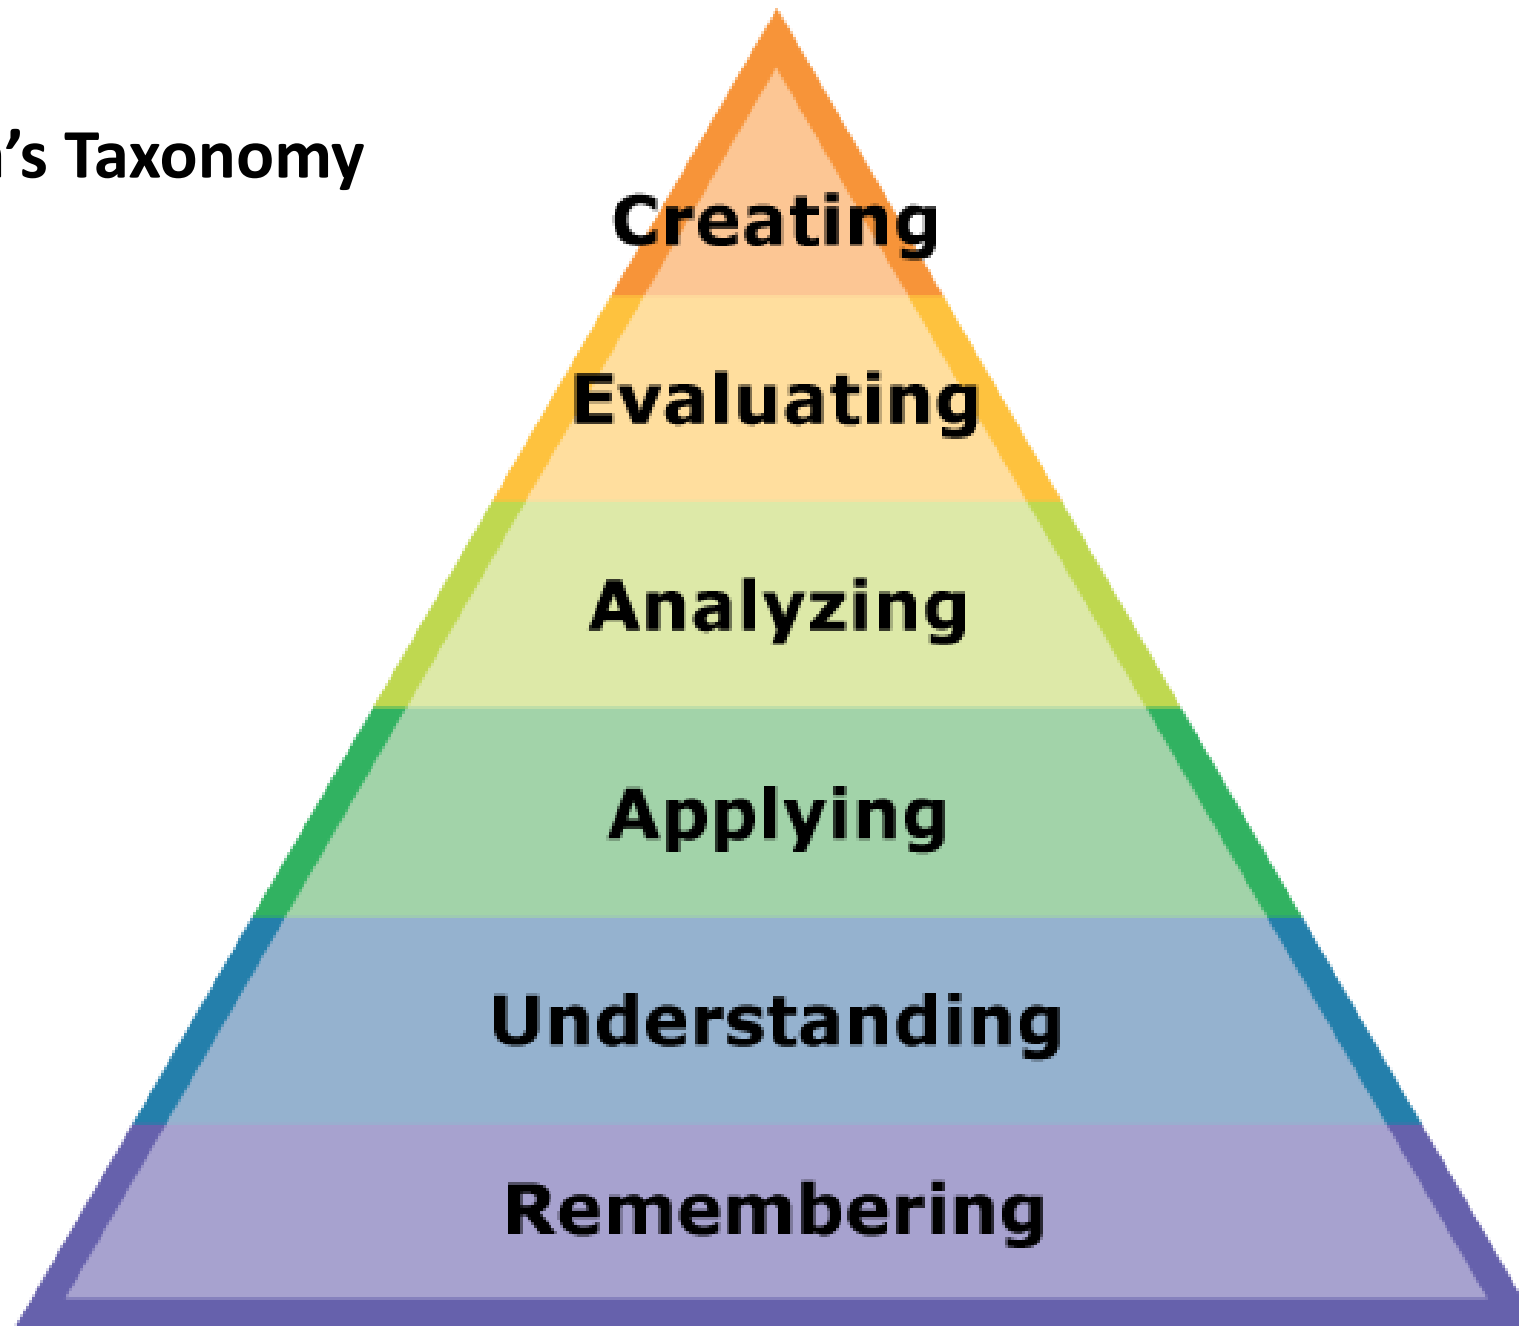 ’s Taxonomy
Creating
Evaluating
Analyzing
Applying
Understanding
Remembering